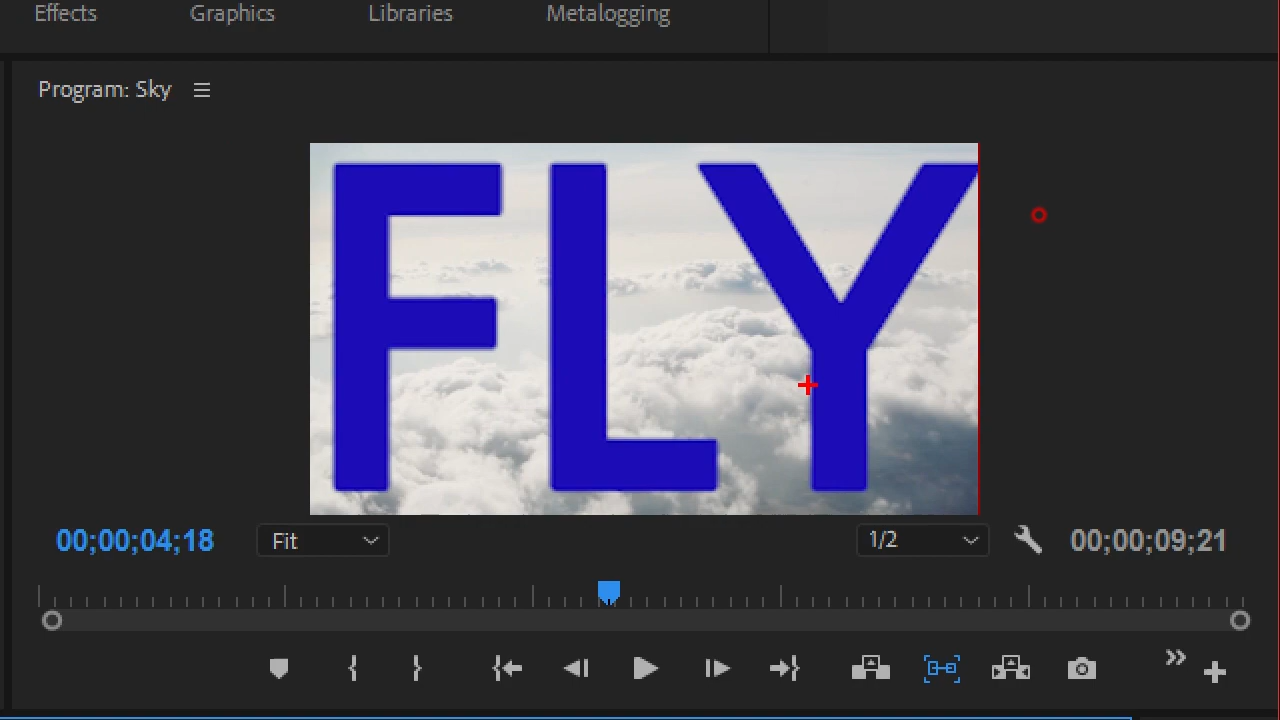 Effects Graphics Libraries Metalogging
Program: Sky
FLY
00;00;04;18 Fit 1/2 00;00;09;21